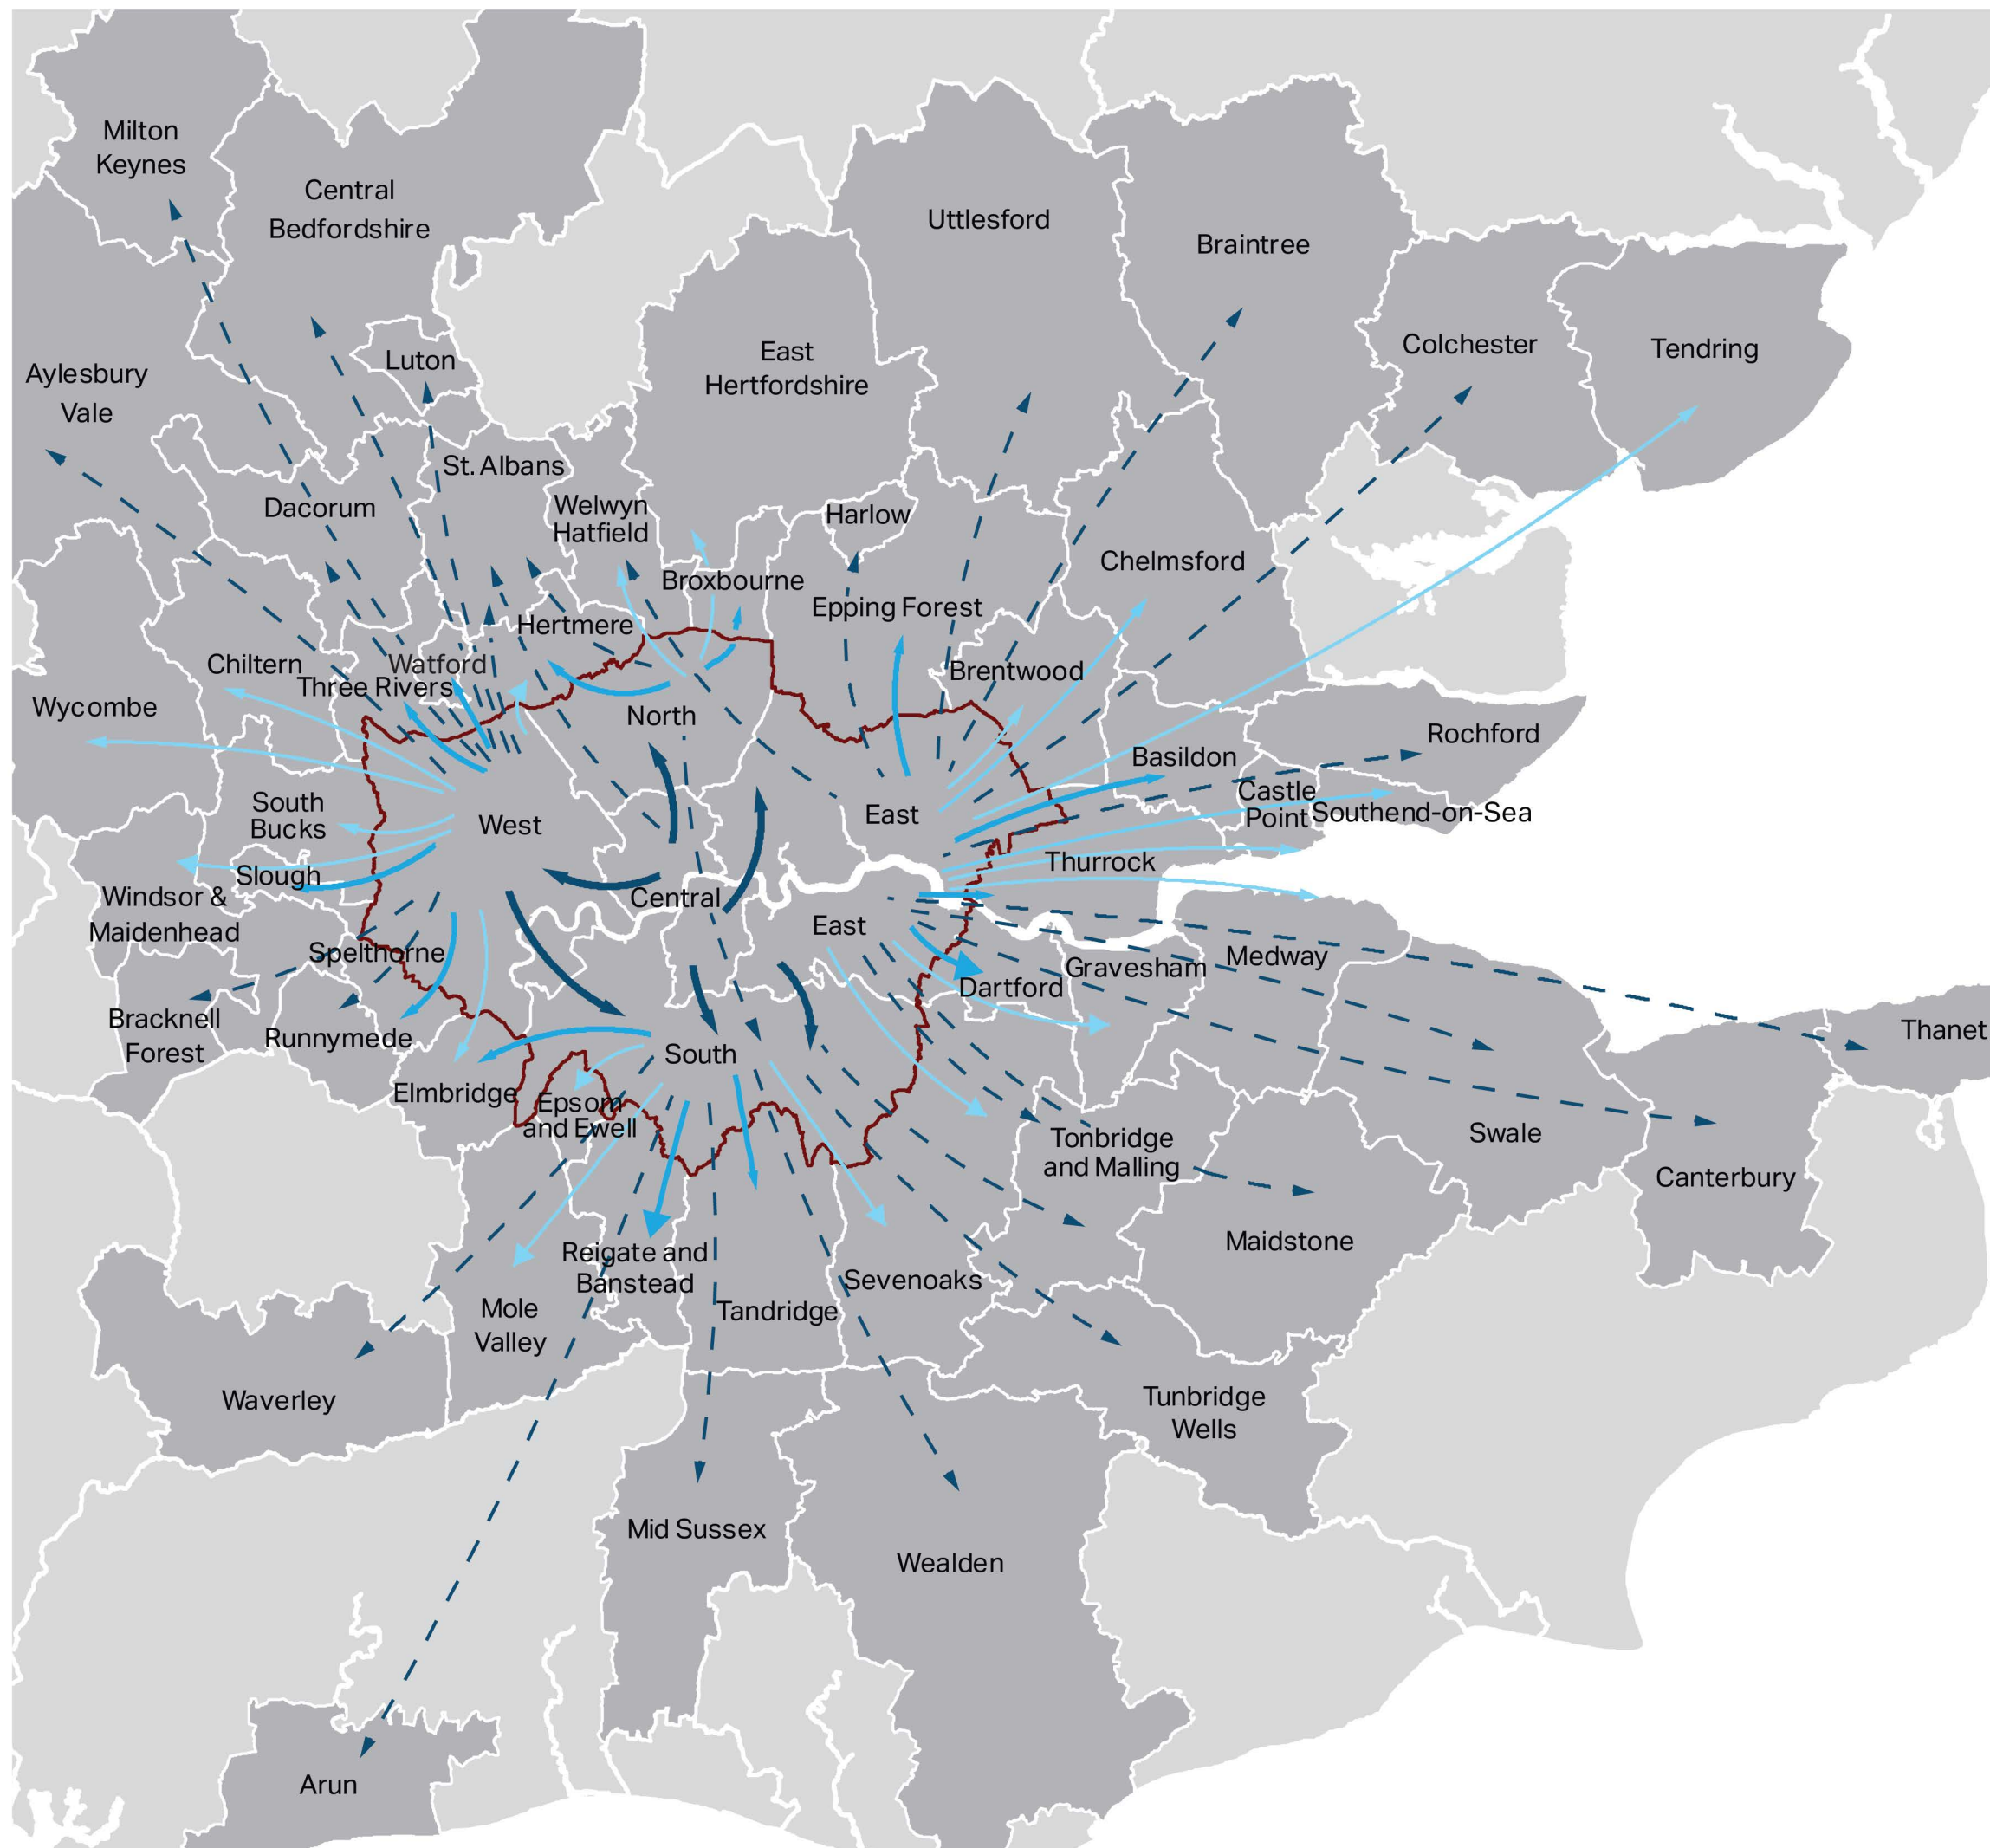 Milton
Keynes
Central
Bedfordshire
Uttlesford
Braintree
Colchester
Tendring
Luton
East
Hertfordshire
Aylesbury
Vale
St. Albans
Dacorum
Welwyn
Hatfield
Harlow
Chelmsford
Broxbourne
Epping Forest
Hertmere
Chiltern
Watford
Three Rivers
Brentwood
Wycombe
North
Rochford
Basildon
Castle
Point
Southend-on-Sea
South
Bucks
West
East
Thurrock
Slough
Central
Windsor &
Maidenhead
East
Spelthorne
Medway
Gravesham
Dartford
Bracknell
Forest
Runnymede
South
Thanet
Elmbridge
Epsom
and Ewell
Tonbridge
and Malling
Swale
Canterbury
Maidstone
Reigate and
Banstead
Sevenoaks
Mole
Valley
Tandridge
Waverley
Tunbridge
Wells
Mid Sussex
Wealden
Arun